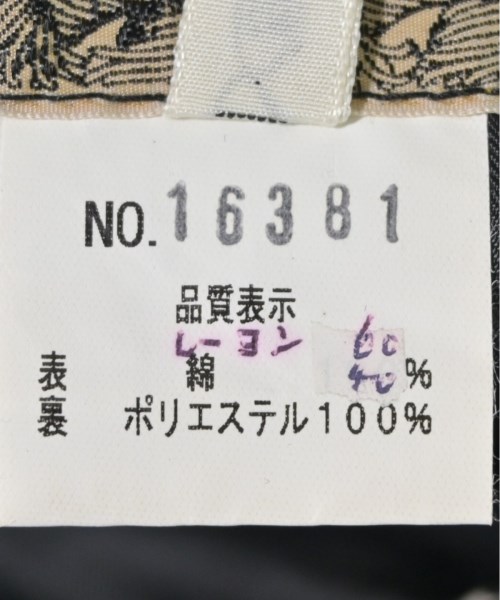 NO.16381
品質表示
レーヨン 60
表 綿 40%
裏 ポリエステル100%